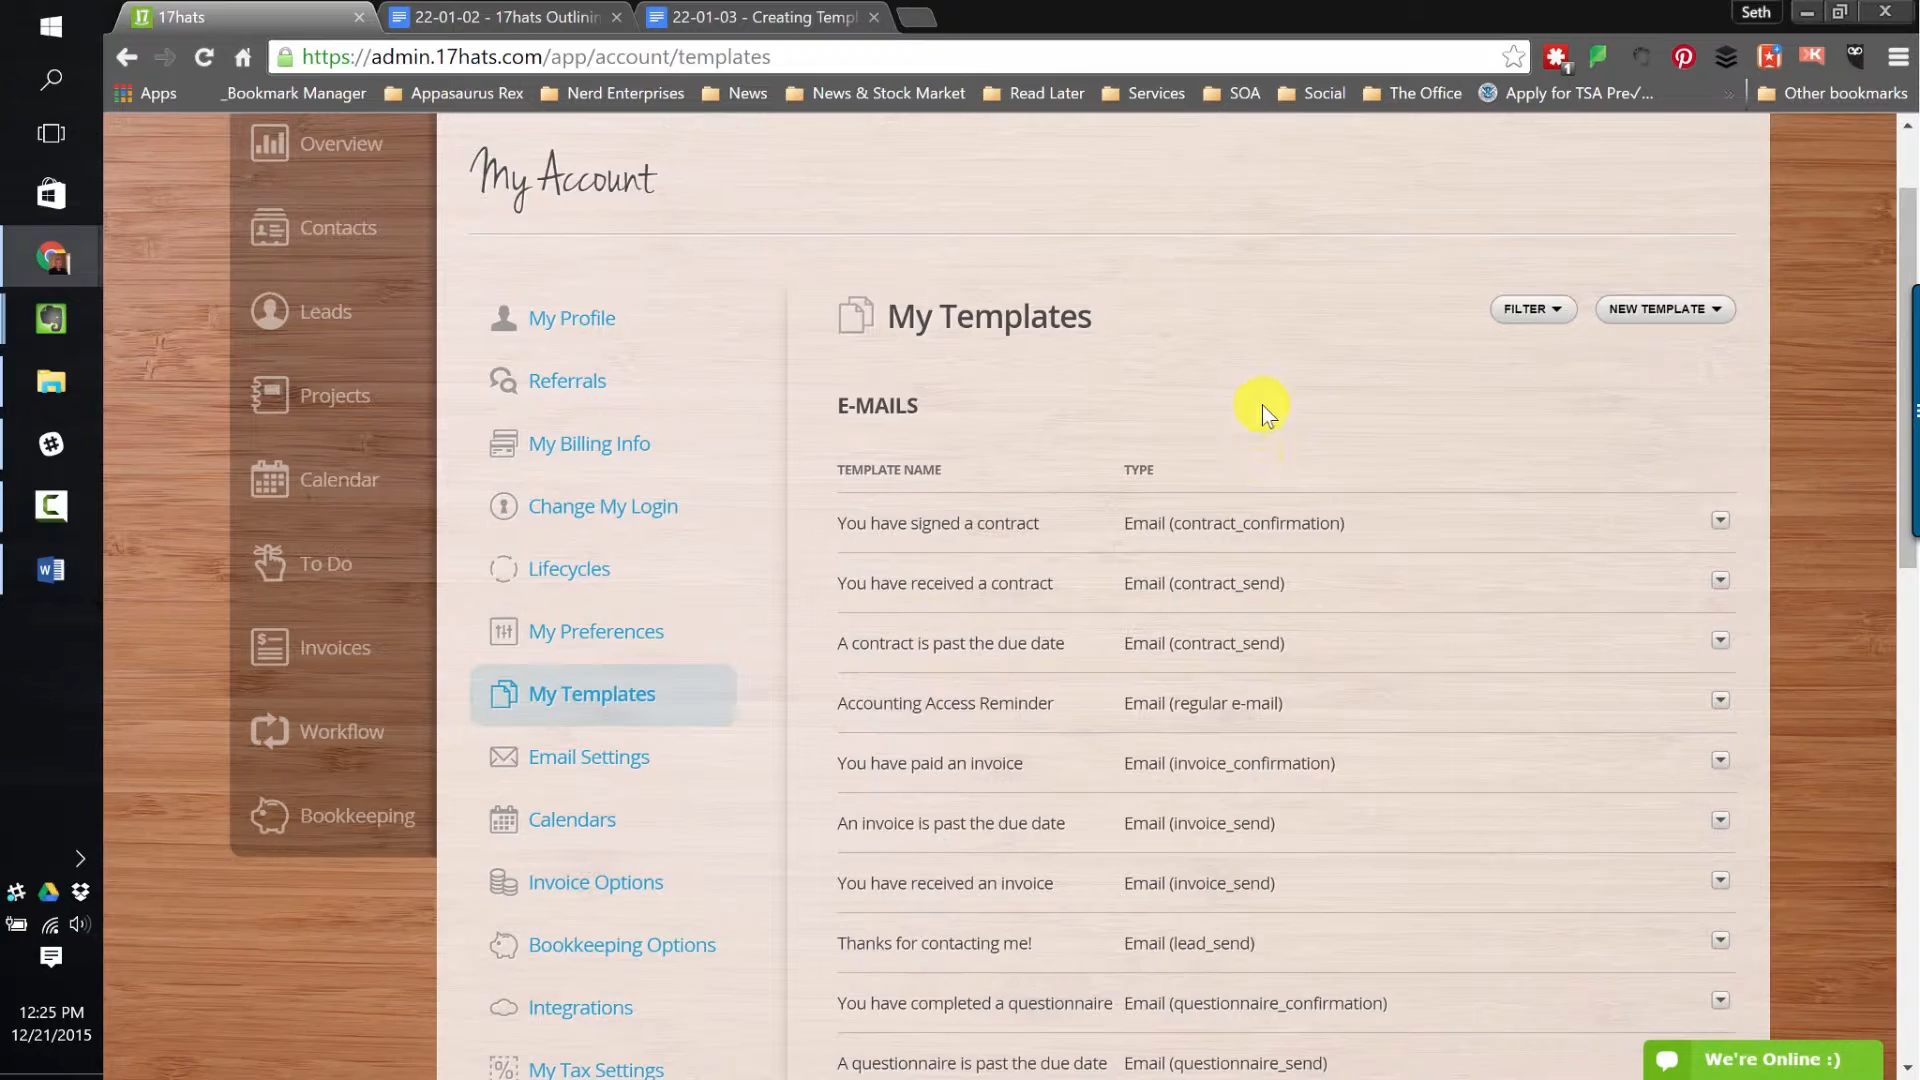 17hats
22-01-02 - 17hats Outlinin
22-01-03 - Creating Templ
Seth
https://admin.17hats.com/app/account/templates
1
Apps
_Bookmark Manager
Appasaurus Rex
Nerd Enterprises
News
News & Stock Market
Read Later
Services
SOA
Social
The Office
Apply for TSA Pre✓/...
»
Other bookmarks
Overview
Contacts
Leads
Projects
Calendar
To Do
Invoices
Workflow
Bookkeeping
My Account
My Profile
Referrals
My Billing Info
Change My Login
Lifecycles
My Preferences
My Templates
Email Settings
Calendars
Invoice Options
Bookkeeping Options
Integrations
My Tax Settings
My Templates
FILTER
NEW TEMPLATE
E-MAILS
TEMPLATE NAME TYPE
You have signed a contract Email (contract_confirmation)
You have received a contract Email (contract_send)
A contract is past the due date Email (contract_send)
Accounting Access Reminder Email (regular e-mail)
You have paid an invoice Email (invoice_confirmation)
An invoice is past the due date Email (invoice_send)
You have received an invoice Email (invoice_send)
Thanks for contacting me! Email (lead_send)
You have completed a questionnaire Email (questionnaire_confirmation)
A questionnaire is past the due date Email (questionnaire_send)
We're Online :)
12:25 PM
12/21/2015